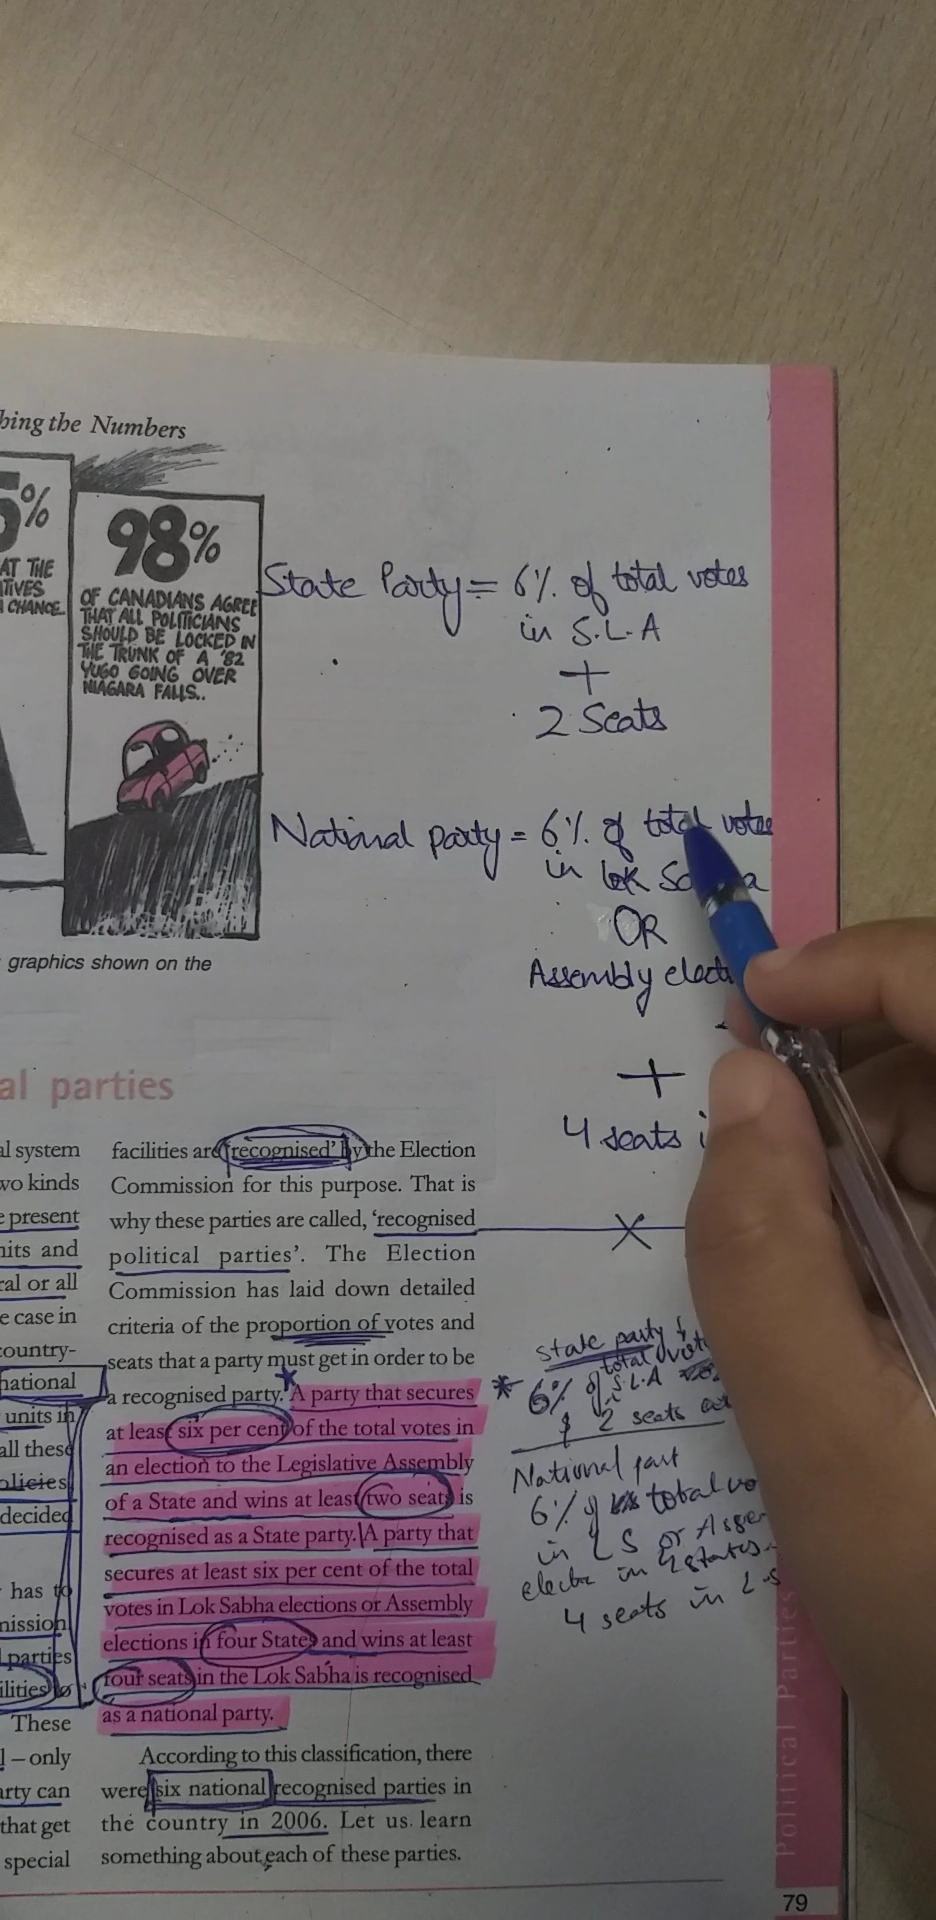 hing the Numbers
5%
AT THE
ATIVES
A CHANCE.
98%
OF CANADIANS AGREE
THAT ALL POLITICIANS
SHOULD BE LOCKED IN
THE TRUNK OF A '82
YUGO GOING OVER
NIAGARA FALLS..
graphics shown on the
State Party = 6% of total votes
in S.L.A
+
2 Seats
National party = 6% of total votes
in lok
OR
Assembly elect
+
4 seats i
al parties
al system
wo kinds
e present
nits and
ral or all
e case in
country-
national
units in
all these
olicies
decided
has to
mission
parties
ilities to
These
l – only
arty can
that get
special
facilities are 'recognised' by the Election
Commission for this purpose. That is
why these parties are called, 'recognised
political parties'. The Election
Commission has laid down detailed
criteria of the proportion of votes and
seats that a party must get in order to be
a recognised party. A party that secures
at least six per cent of the total votes in
an election to the Legislative Assembly
of a State and wins at least two seats is
recognised as a State party. A party that
secures at least six per cent of the total
votes in Lok Sabha elections or Assembly
elections in four States and wins at least
four seats in the Lok Sabha is recognised
as a national party.
According to this classification, there
were six national recognised parties in
the country in 2006. Let us learn
something about each of these parties.
state party
6% of total vote
S.L.A
2 seats
National part
6% of total vo
in L S or Assem
in 4 states
4 seats in L.S
Political Parties
79